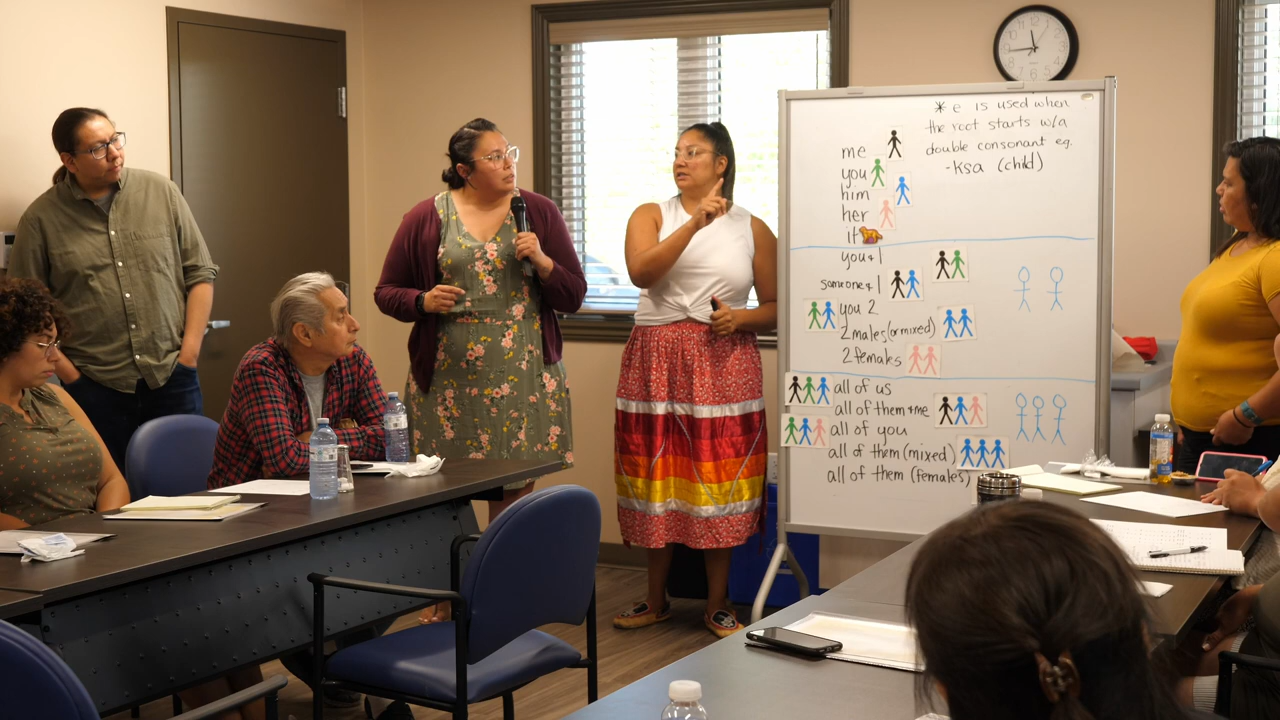 * e is used when
the root starts w/a
double consonant eg.
-ksa (child)
me
you
him
her
it
you & I
someone & I
you 2
2 males (or mixed)
2 females
all of us
all of them & me
all of you
all of them (mixed)
all of them (females)